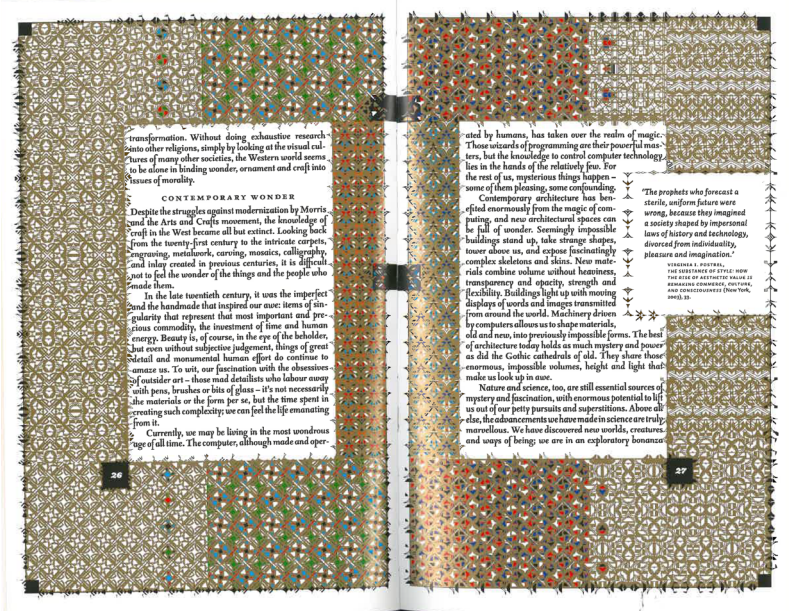 transformation. Without doing exhaustive research
into other religions, simply by looking at the visual cul-
tures of many other societies, the Western world seems
to be alone in binding wonder, ornament and craft into
issues of morality.
CONTEMPORARY WONDER
Despite the struggles against modernization by Morris
and the Arts and Crafts movement, the knowledge of
craft in the West became all but extinct. Looking back
from the twenty-first century to the intricate carpets,
engraving, metalwork, carving, mosaics, calligraphy,
and inlay created in previous centuries, it is difficult
not to feel the wonder of the things and the people who
made them.
In the late twentieth century, it was the imperfect
and the handmade that inspired our awe: items of sin-
gularity that represent that most important and pre-
cious commodity, the investment of time and human
energy. Beauty is, of course, in the eye of the beholder,
but even without subjective judgement, things of great
detail and monumental human effort do continue to
amaze us. To wit, our fascination with the obsessives
of outsider art – those mad detailists who labour away
with pens, brushes or bits of glass – it's not necessarily
the materials or the form per se, but the time spent in
creating such complexity; we can feel the life emanating
from it.
Currently, we may be living in the most wondrous
age of all time. The computer, although made and oper-
26
ated by humans, has taken over the realm of magic.
Those wizards of programming are their powerful mas-
ters, but the knowledge to control computer technology
lies in the hands of the relatively few. For
the rest of us, mysterious things happen –
some of them pleasing, some confounding.
Contemporary architecture has ben-
efited enormously from the magic of com-
puting, and new architectural spaces can
be full of wonder. Seemingly impossible
buildings stand up, take strange shapes,
tower above us, and expose fascinatingly
complex skeletons and skins. New mate-
rials combine volume without heaviness,
transparency and opacity, strength and
flexibility. Buildings light up with moving
displays of words and images transmitted
from around the world. Machinery driven
by computers allows us to shape materials,
old and new, into previously impossible forms. The best
of architecture today holds as much mystery and power
as did the Gothic cathedrals of old. They share those
enormous, impossible volumes, height and light that
make us look up in awe.
Nature and science, too, are still essential sources of
mystery and fascination, with enormous potential to lift
us out of our petty pursuits and superstitions. Above all
else, the advancements we have made in science are truly
marvellous. We have discovered new worlds, creatures
and ways of being; we are in an exploratory bonanza
'The prophets who forecast a
sterile, uniform future were
wrong, because they imagined
a society shaped by impersonal
laws of history and technology,
divorced from individuality,
pleasure and imagination.'
VIRGINIA I. POSTREL,
THE SUBSTANCE OF STYLE: HOW
THE RISE OF AESTHETIC VALUE IS
REMAKING COMMERCE, CULTURE,
AND CONSCIOUSNESS (New York,
2003), 33.
27